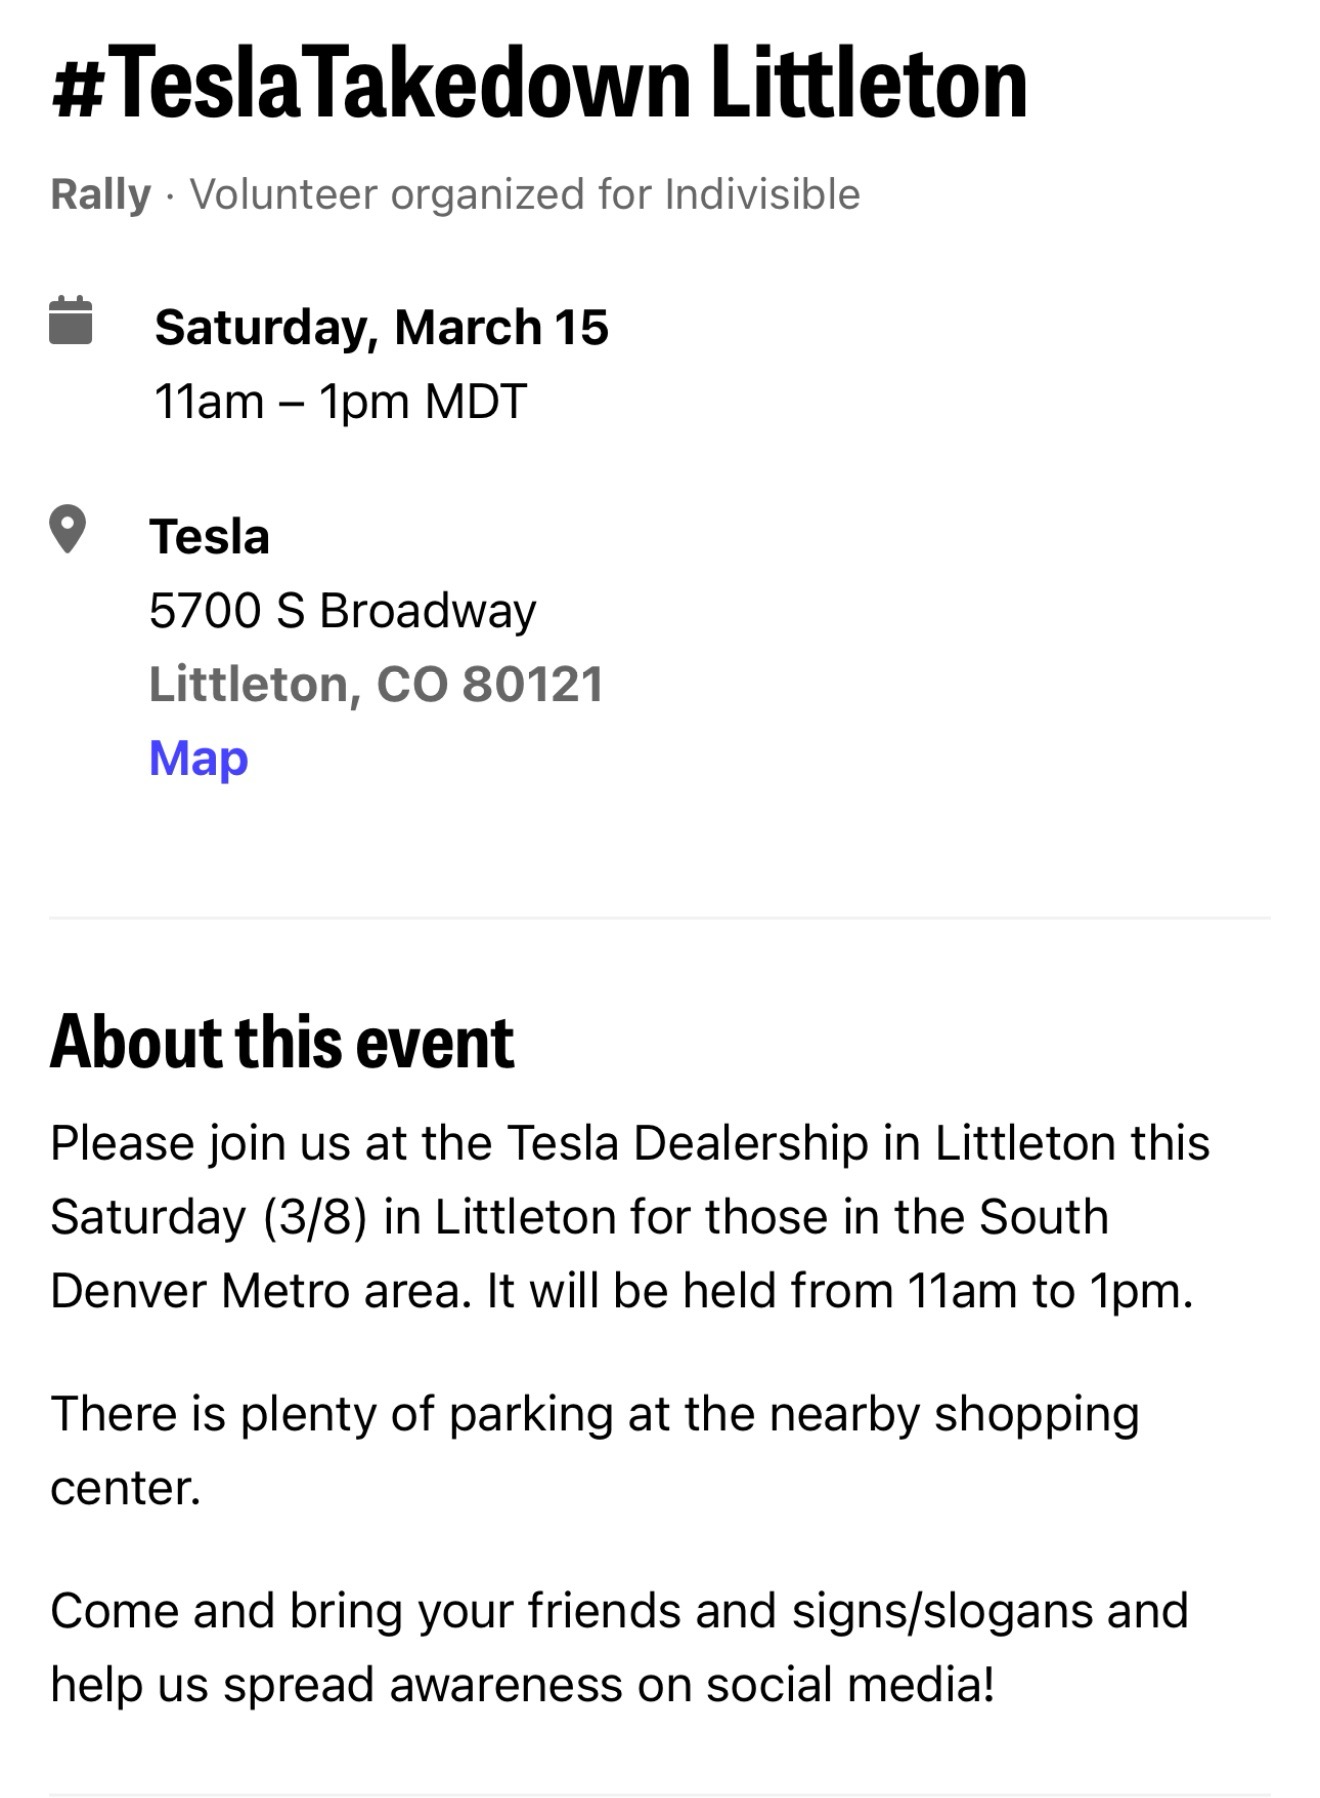 #TeslaTakedown Littleton
Rally · Volunteer organized for Indivisible
Saturday, March 15
11am – 1pm MDT
Tesla
5700 S Broadway
Littleton, CO 80121
Map
About this event
Please join us at the Tesla Dealership in Littleton this
Saturday (3/8) in Littleton for those in the South
Denver Metro area. It will be held from 11am to 1pm.
There is plenty of parking at the nearby shopping
center.
Come and bring your friends and signs/slogans and
help us spread awareness on social media!